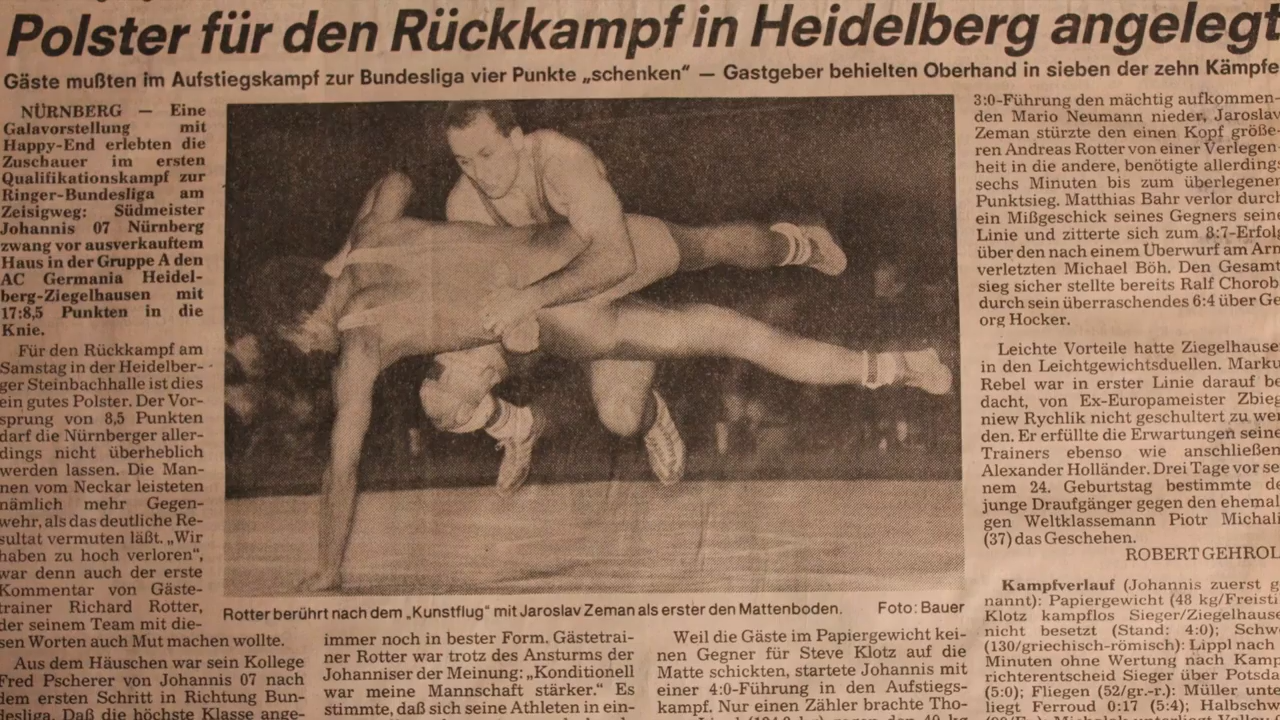 Polster für den Rückkampf in Heidelberg angelegt
Gäste mußten im Aufstiegskampf zur Bundesliga vier Punkte „schenken“ — Gastgeber behielten Oberhand in sieben der zehn Kämpfe
NÜRNBERG — Eine
Galavorstellung mit
Happy-End erlebten die
Zuschauer im ersten
Qualifikationskampf zur
Ringer-Bundesliga am
Zeisigweg: Südmeister
Johannis 07 Nürnberg
zwang vor ausverkauftem
Haus in der Gruppe A den
AC Germania Heidel-
berg-Ziegelhausen mit
17:8,5 Punkten in die
Knie.
Für den Rückkampf am
Samstag in der Heidelber-
ger Steinbachhalle ist dies
ein gutes Polster. Der Vor-
sprung von 8,5 Punkten
darf die Nürnberger aller-
dings nicht überheblich
werden lassen. Die Man-
nen vom Neckar leisteten
nämlich mehr Gegen-
wehr, als das deutliche Re-
sultat vermuten läßt. „Wir
haben zu hoch verloren“,
war denn auch der erste
Kommentar von Gäste-
trainer Richard Rotter,
der seinem Team mit die-
sen Worten auch Mut machen wollte.
Aus dem Häuschen war sein Kollege
Fred Pscherer von Johannis 07 nach
dem ersten Schritt in Richtung Bun-
desliga. Daß die höchste Klasse ange-
Rotter berührt nach dem „Kunstflug“ mit Jaroslav Zeman als erster den Mattenboden. Foto: Bauer
immer noch in bester Form. Gästetrai-
ner Rotter war trotz des Ansturms der
Johanniser der Meinung: „Konditionell
war meine Mannschaft stärker.“ Es
stimmte, daß sich seine Athleten in ein-
Weil die Gäste im Papiergewicht kei-
nen Gegner für Steve Klotz auf die
Matte schickten, startete Johannis mit
einer 4:0-Führung in den Aufstiegs-
kampf. Nur einen Zähler brachte Tho-
3:0-Führung den mächtig aufkommen-
den Mario Neumann nieder, Jaroslav
Zeman stürzte den einen Kopf größe-
ren Andreas Rotter von einer Verlegen-
heit in die andere, benötigte allerdings
sechs Minuten bis zum überlegenen
Punktsieg. Matthias Bahr verlor durch
ein Mißgeschick seines Gegners seine
Linie und zitterte sich zum 8:7-Erfolg
über den nach einem Überwurf am Arm
verletzten Michael Böh. Den Gesamt-
sieg sicher stellte bereits Ralf Chorob
durch sein überraschendes 6:4 über Ge-
org Hocker.
Leichte Vorteile hatte Ziegelhausen
in den Leichtgewichtsduellen. Marku
Rebel war in erster Linie darauf be-
dacht, von Ex-Europameister Zbieg
niew Rychlik nicht geschultert zu wer-
den. Er erfüllte die Erwartungen seine
Trainers ebenso wie anschließen
Alexander Holländer. Drei Tage vor sei-
nem 24. Geburtstag bestimmte de
junge Draufgänger gegen den ehemali-
gen Weltklassemann Piotr Michali
(37) das Geschehen.
ROBERT GEHROL
Kampfverlauf (Johannis zuerst ge-
nannt): Papiergewicht (48 kg/Freisti
Klotz kampflos Sieger/Ziegelhause
nicht besetzt (Stand: 4:0); Schwe
(130/griechisch-römisch): Lippl nach
Minuten ohne Wertung nach Kamp
richterentscheid Sieger über Potsda
(5:0); Fliegen (52/gr.-r.): Müller unte
liegt Ferroud 0:17 (5:4); Halbschw